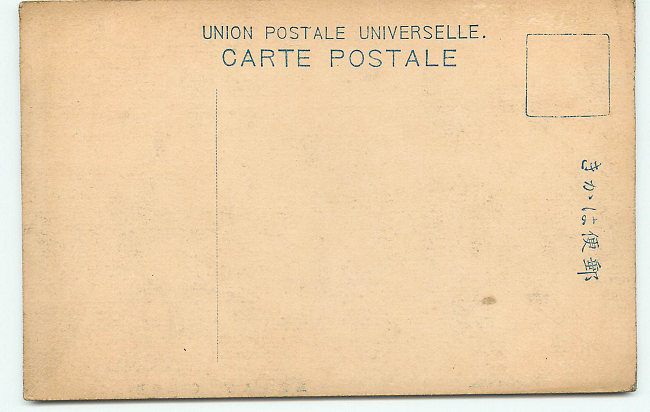 UNION POSTALE UNIVERSELLE.
CARTE POSTALE
郵便はかき